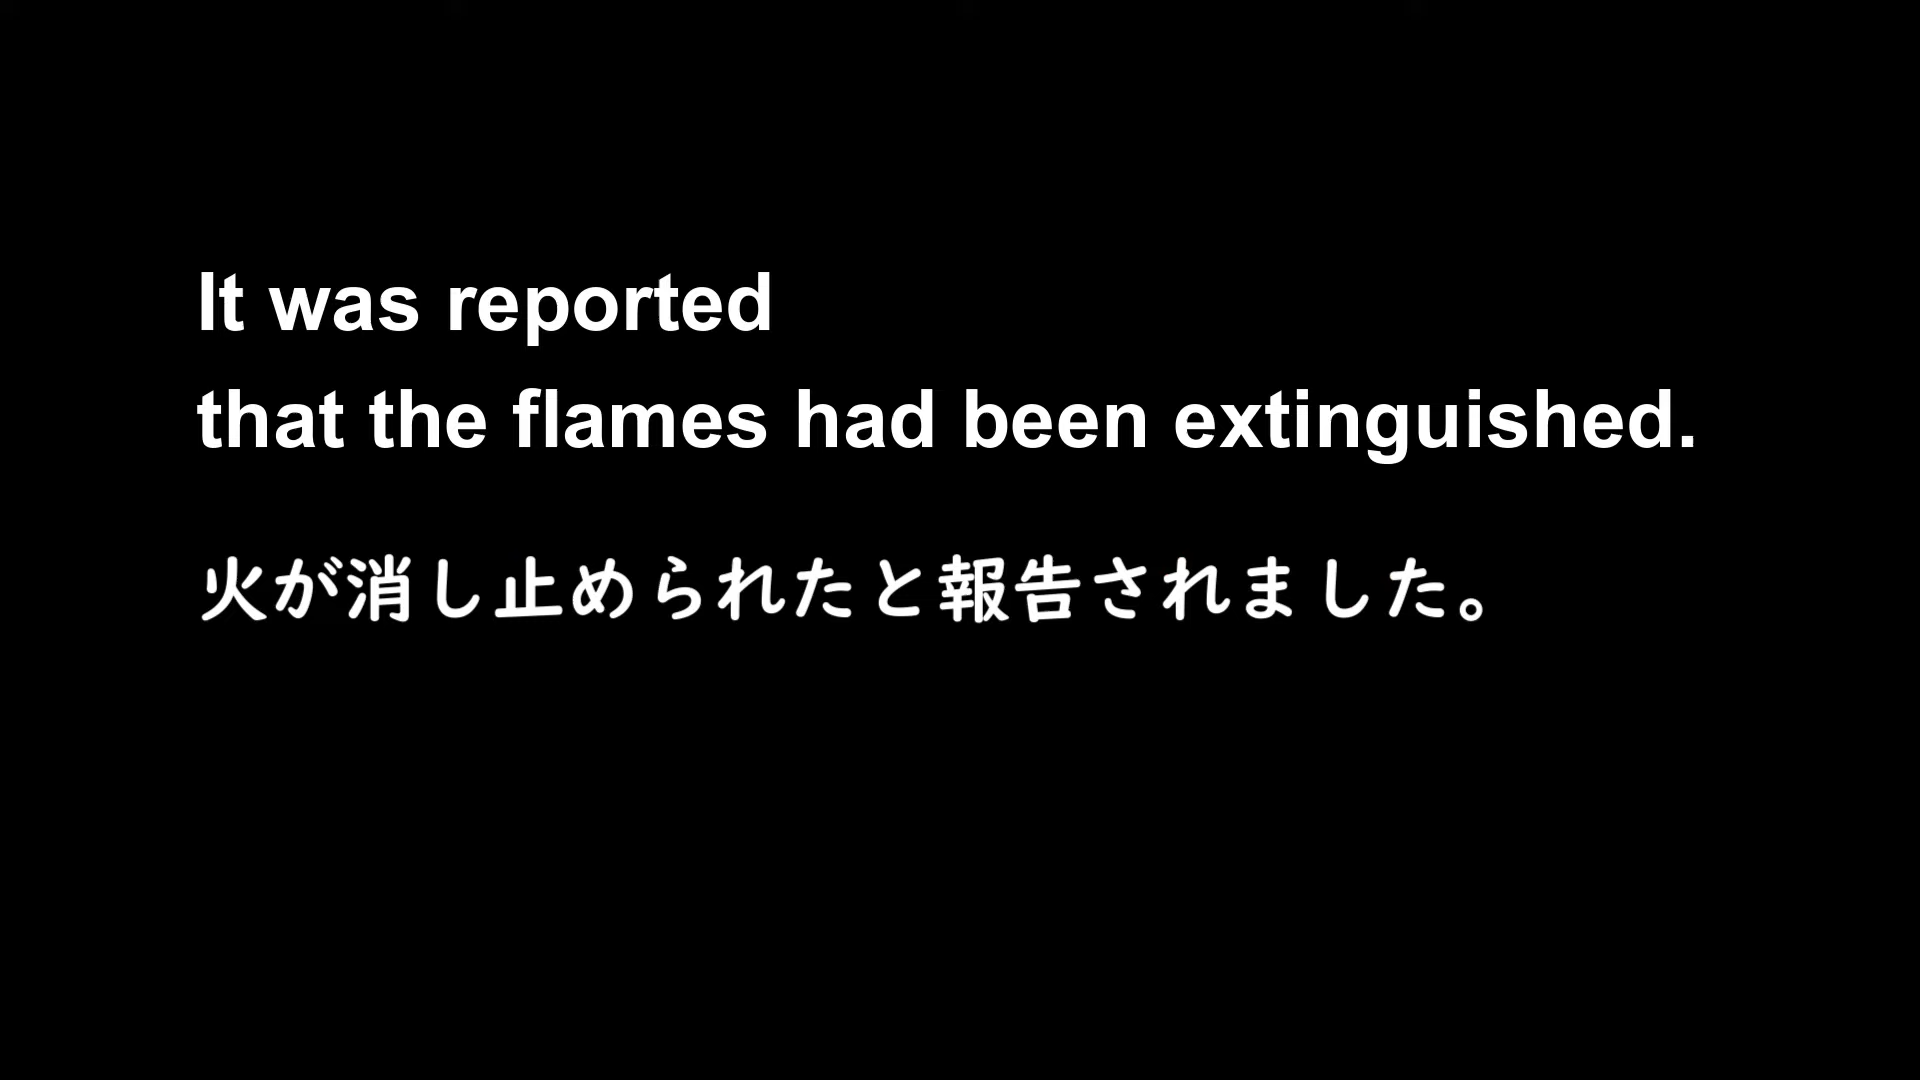 It was reported
that the flames had been extinguished.
火が消し止められたと報告されました。